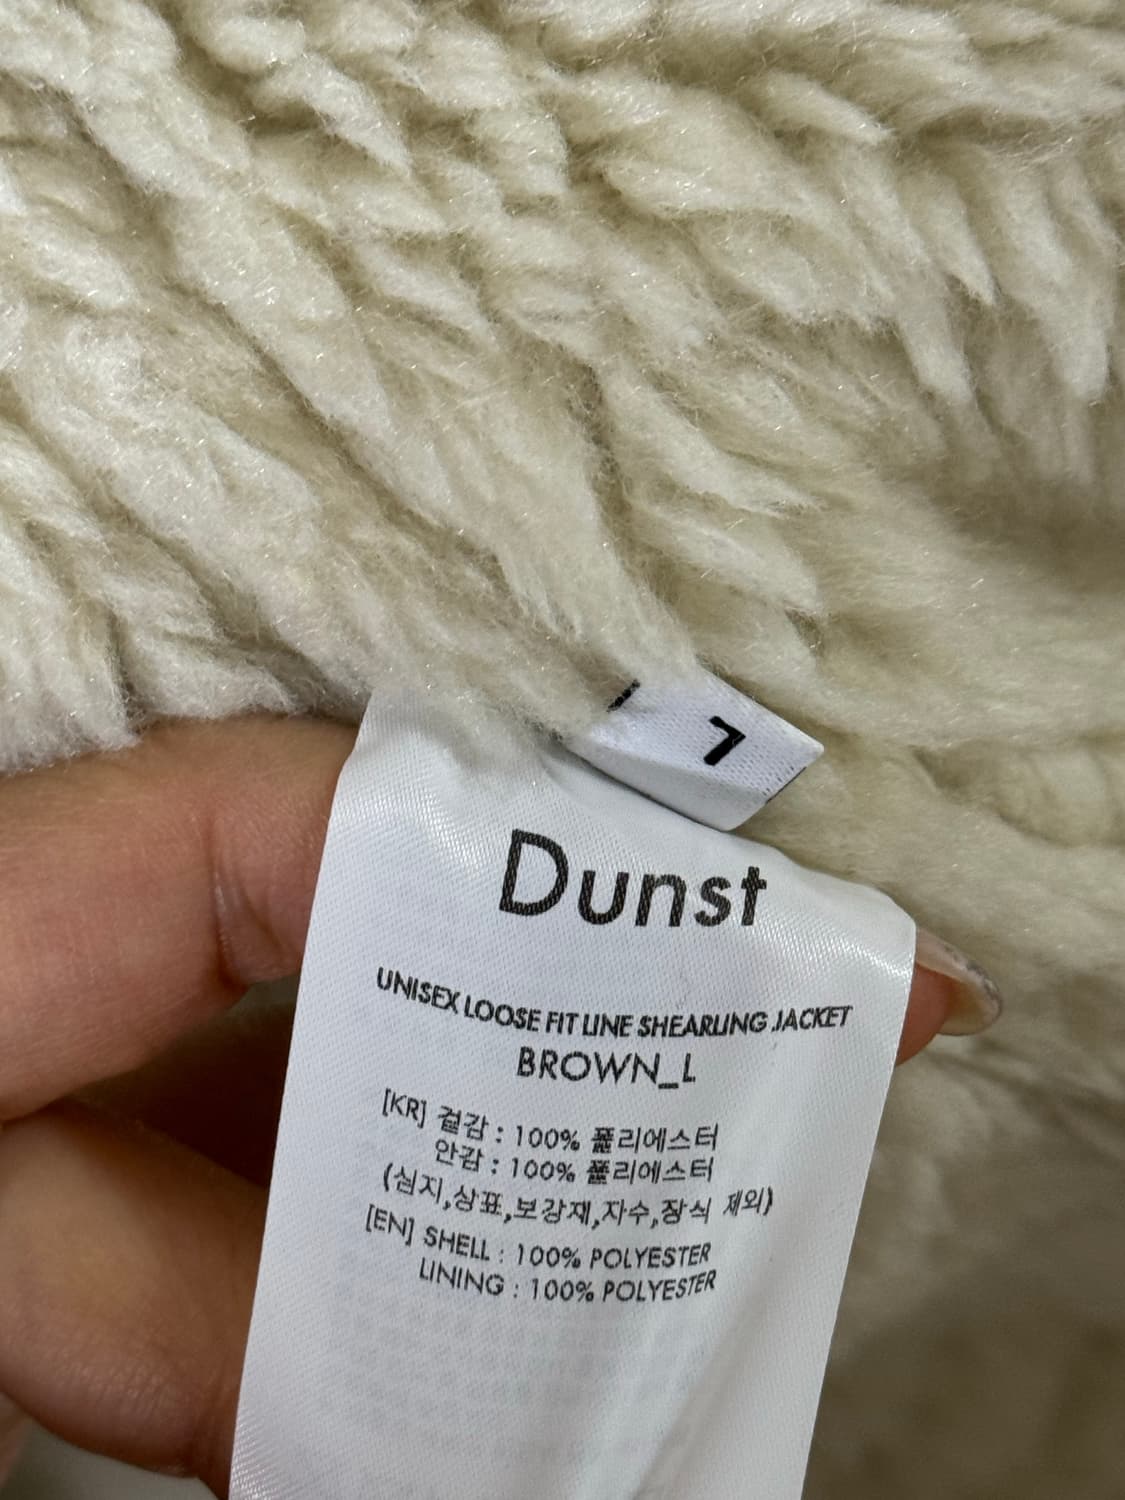 Dunst
UNISEX LOOSE FIT LINE SHEARLING JACKET
BROWN_L
[KR] 겉감 : 100% 폴리에스터
안감 : 100% 폴리에스터
(심지,상표,보강재,자수,장식 제외)
[EN] SHELL : 100% POLYESTER
LINING : 100% POLYESTER